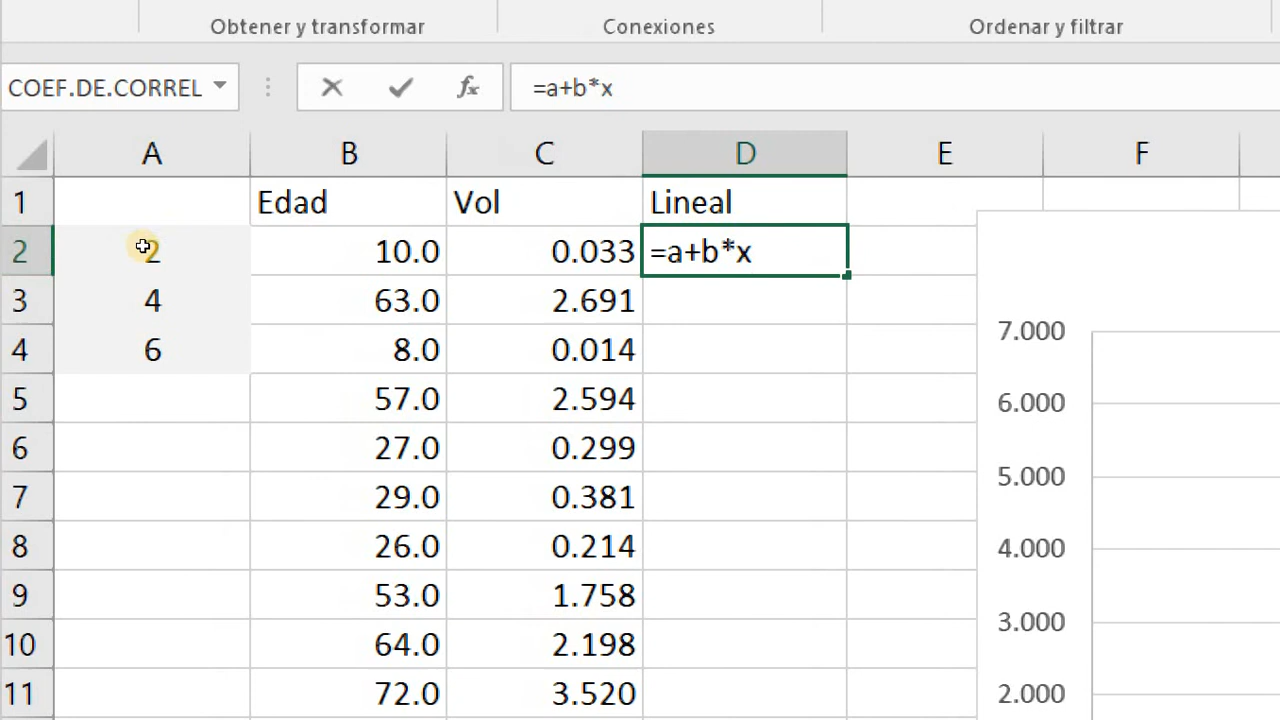 Obtener y transformar Conexiones Ordenar y filtrar
COEF.DE.CORREL fx =a+b*x
A B C D E F
1 Edad Vol Lineal
2 2 10.0 0.033 =a+b*x
3 4 63.0 2.691
4 6 8.0 0.014
5 57.0 2.594
6 27.0 0.299
7 29.0 0.381
8 26.0 0.214
9 53.0 1.758
10 64.0 2.198
11 72.0 3.520
7.000
6.000
5.000
4.000
3.000
2.000